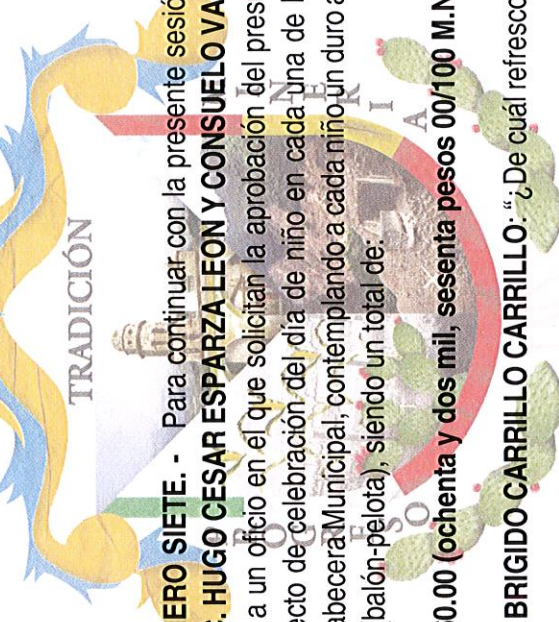 TRADICIÓN
ERO SIETE. - Para continuar con la presente sesió
. HUGO CESAR ESPARZA LEON Y CONSUELO VA
a un oficio en el que solicitan la aprobación del pres
ecto de celebración del día de niño en cada una de l
abecera Municipal, contemplando a cada niño un duro a
balón-pelota), siendo un total de:
60.00 (ochenta y dos mil, sesenta pesos 00/100 M.N
BRIGIDO CARRILLO CARRILLO: “¿De cuál refresco